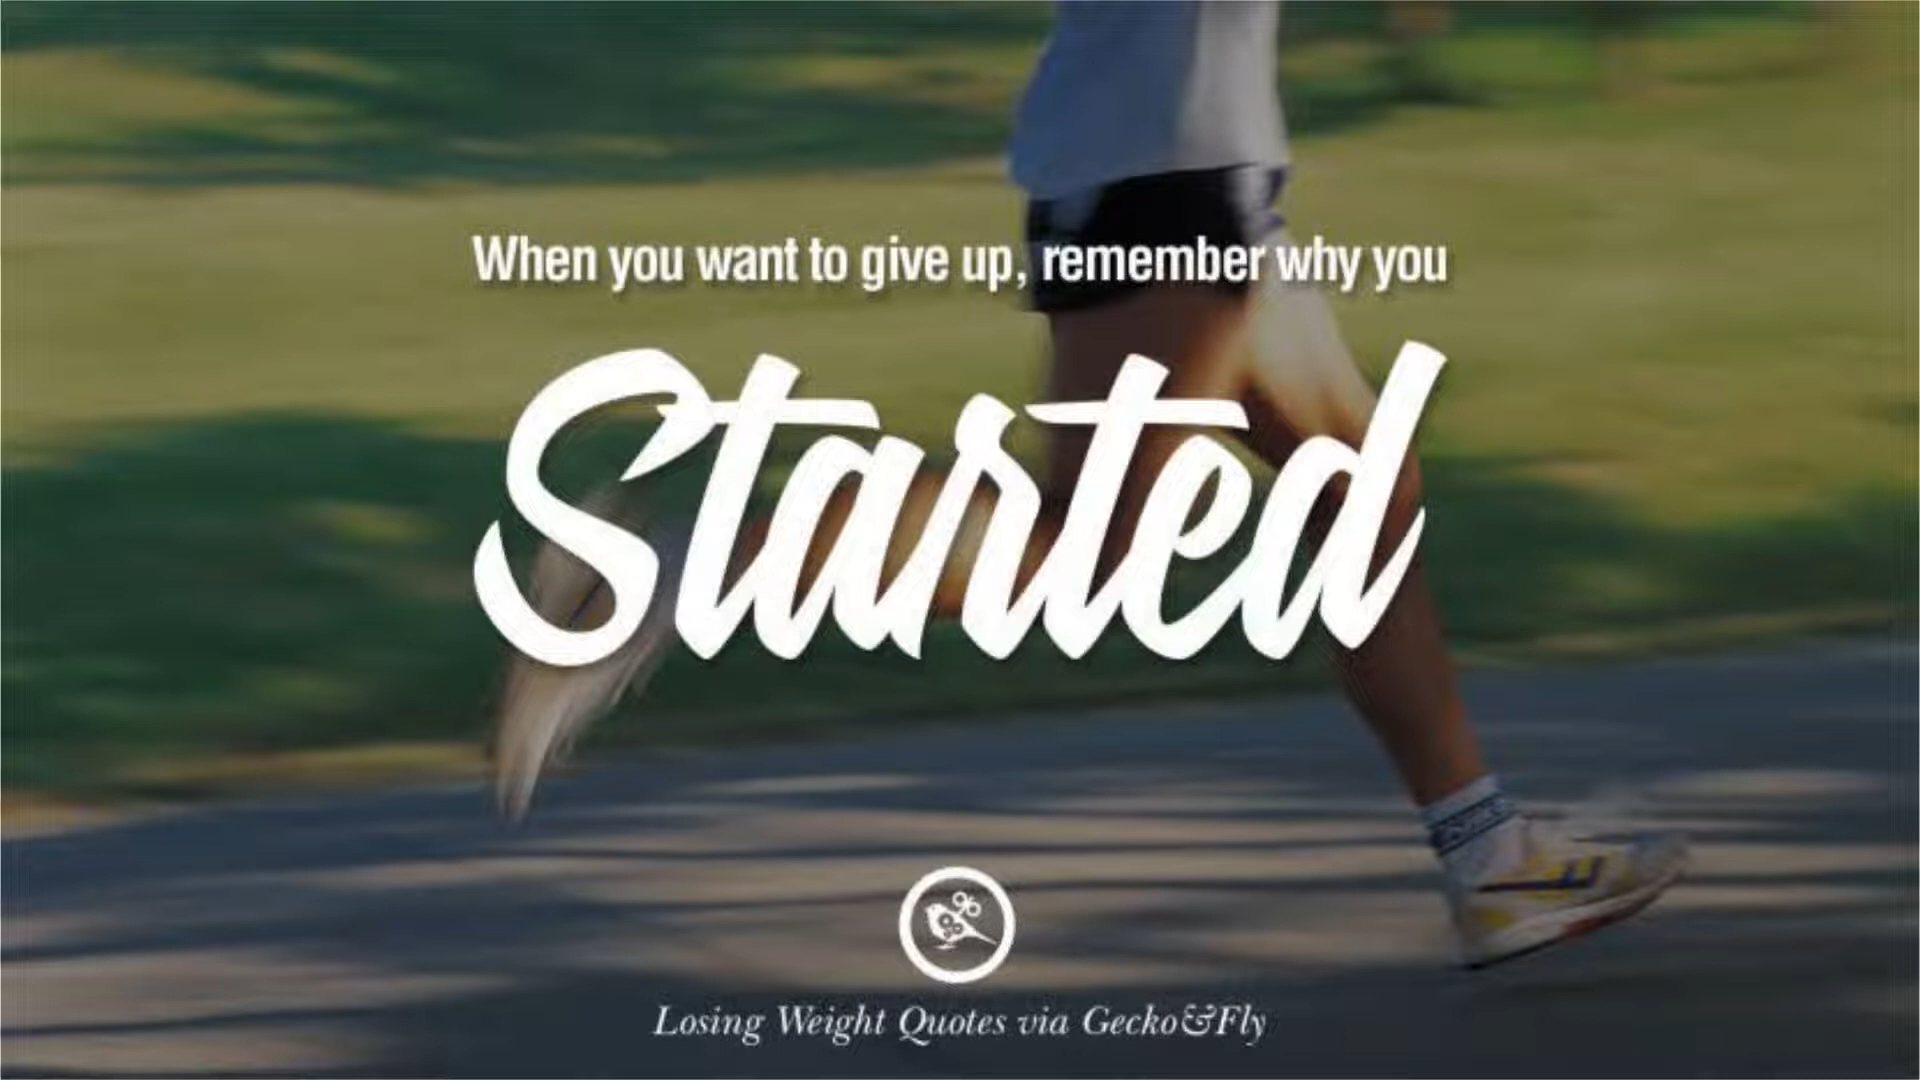 When you want to give up, remember why you
Started
Losing Weight Quotes via Gecko&Fly